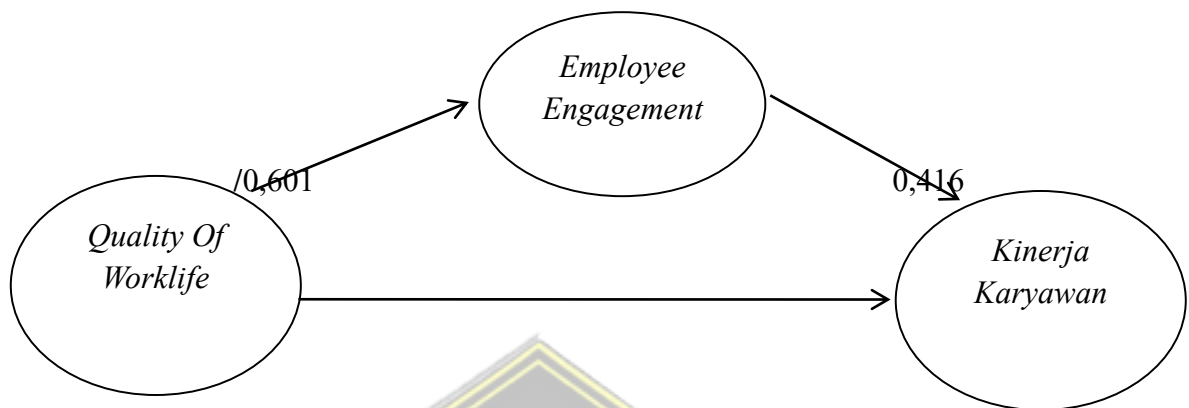 Employee
Engagement
/0,601
0,416
Quality Of
Worklife
Kinerja
Karyawan